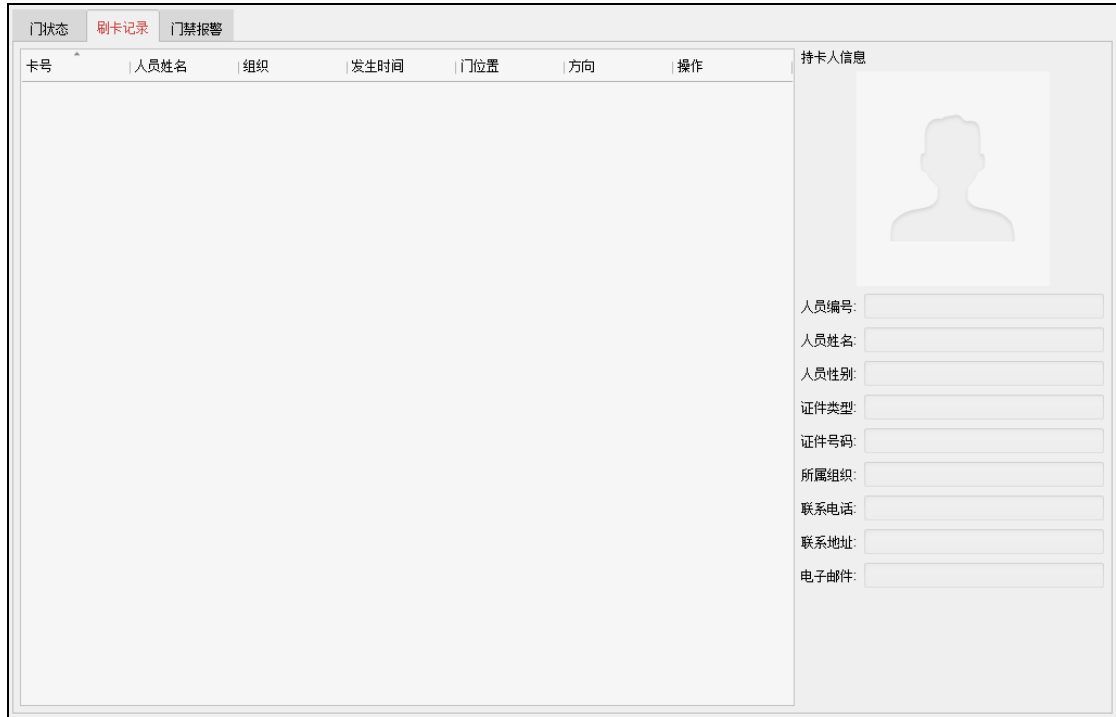 门状态 刷卡记录 门禁报警
卡号 人员姓名 组织 发生时间 门位置 方向 操作
持卡人信息
人员编号:
人员姓名:
人员性别:
证件类型:
证件号码:
所属组织:
联系电话:
联系地址:
电子邮件: